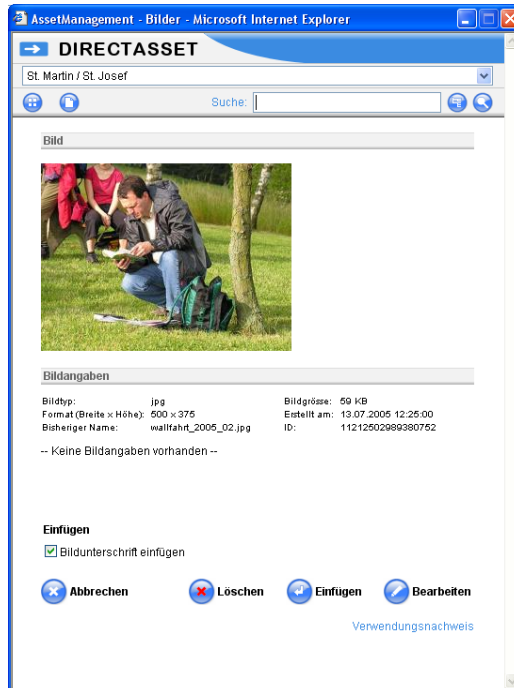 AssetManagement - Bilder - Microsoft Internet Explorer
DIRECTASSET
St. Martin / St. Josef
Suche:
Bild
Bildangaben
Bildtyp: jpg Bildgrösse: 59 KB
Format (Breite x Höhe): 500 x 375 Erstellt am: 13.07.2005 12:25:00
Bisheriger Name: wallfahrt_2005_02.jpg ID: 11212502989380752
-- Keine Bildangaben vorhanden --
Einfügen
Bildunterschrift einfügen
Abbrechen Löschen Einfügen Bearbeiten
Verwendungsnachweis